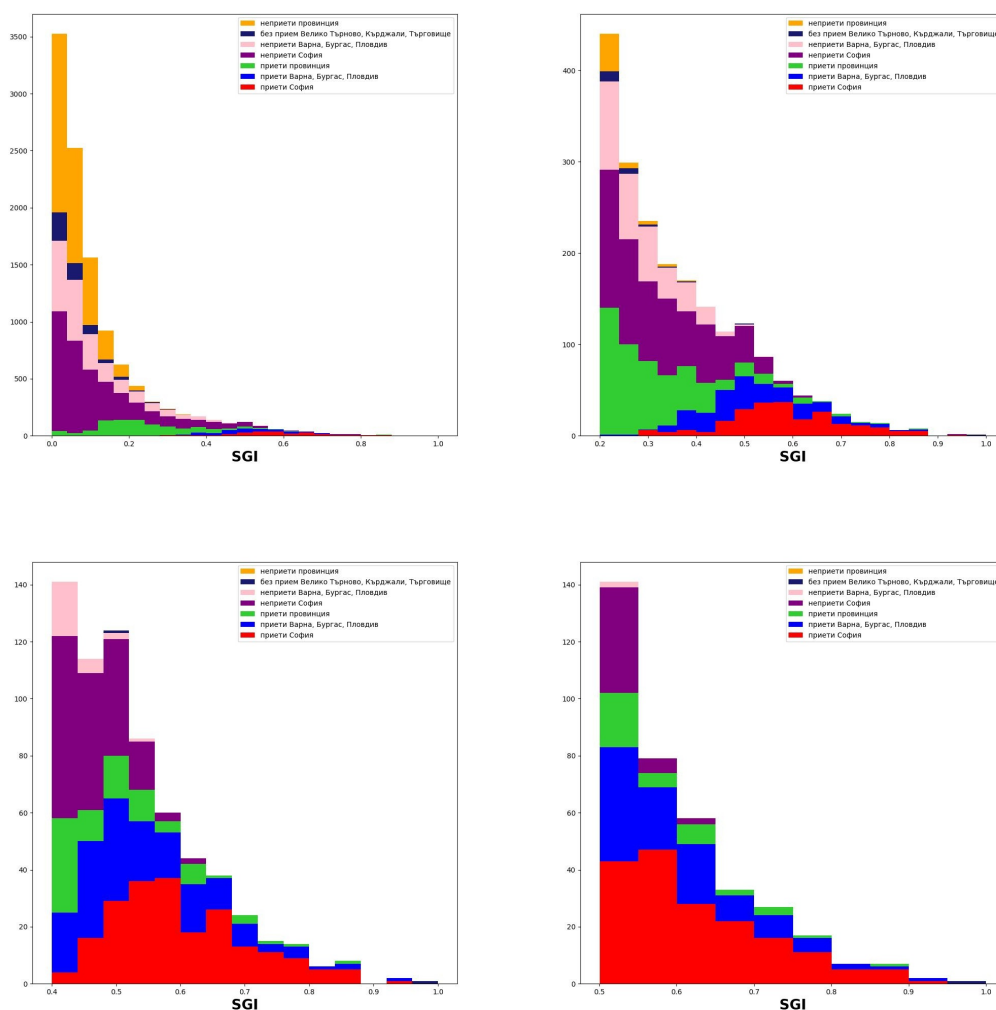 неприети провинция
без прием Велико Търново, Кърджали, Търговище
неприети Варна, Бургас, Пловдив
неприети София
приети провинция
приети Варна, Бургас, Пловдив
приети София
3500
3000
2500
2000
1500
1000
500
0
0.0 0.2 0.4 0.6 0.8 1.0
SGI
неприети провинция
без прием Велико Търново, Кърджали, Търговище
неприети Варна, Бургас, Пловдив
неприети София
приети провинция
приети Варна, Бургас, Пловдив
приети София
400
300
200
100
0
0.2 0.3 0.4 0.5 0.6 0.7 0.8 0.9 1.0
SGI
неприети провинция
без прием Велико Търново, Кърджали, Търговище
неприети Варна, Бургас, Пловдив
неприети София
приети провинция
приети Варна, Бургас, Пловдив
приети София
140
120
100
80
60
40
20
0
0.4 0.5 0.6 0.7 0.8 0.9 1.0
SGI
неприети провинция
без прием Велико Търново, Кърджали, Търговище
неприети Варна, Бургас, Пловдив
неприети София
приети провинция
приети Варна, Бургас, Пловдив
приети София
140
120
100
80
60
40
20
0
0.5 0.6 0.7 0.8 0.9 1.0
SGI